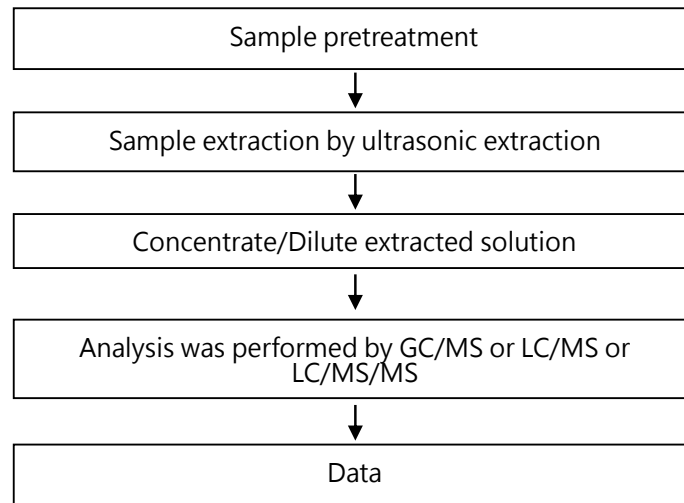 Sample pretreatment
Sample extraction by ultrasonic extraction
Concentrate/Dilute extracted solution
Analysis was performed by GC/MS or LC/MS or
LC/MS/MS
Data